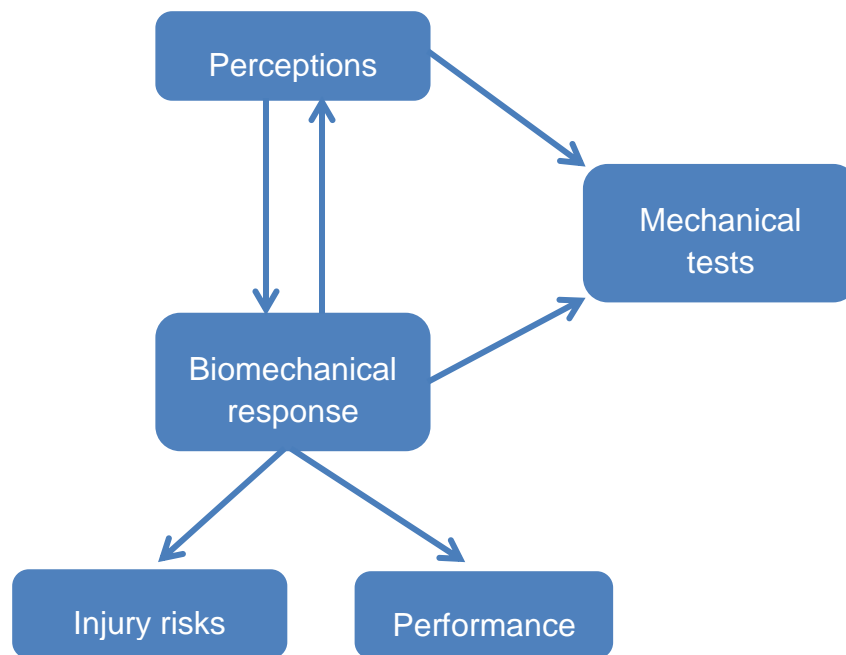 Perceptions
Mechanical
tests
Biomechanical
response
Injury risks
Performance